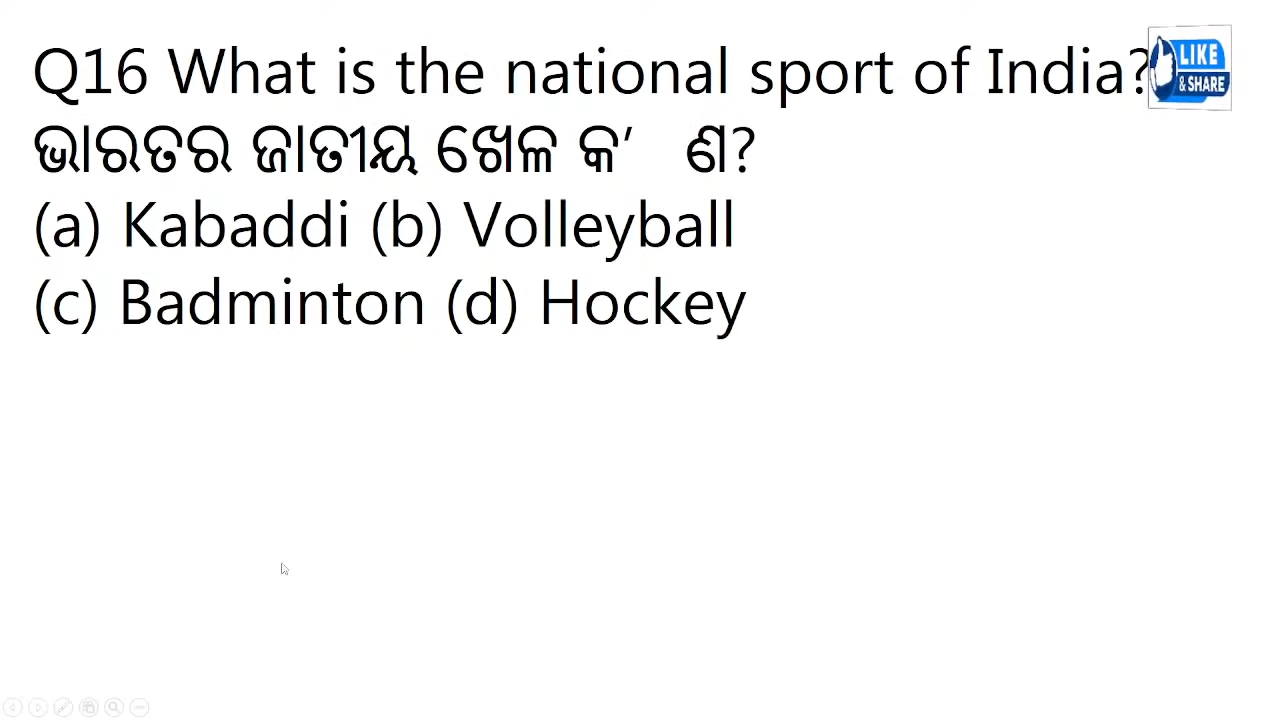 Q16 What is the national sport of India?
LIKE
& SHARE
ଭାରତର ଜାତୀୟ ଖେଳ କ’ ଣ?
(a) Kabaddi (b) Volleyball
(c) Badminton (d) Hockey